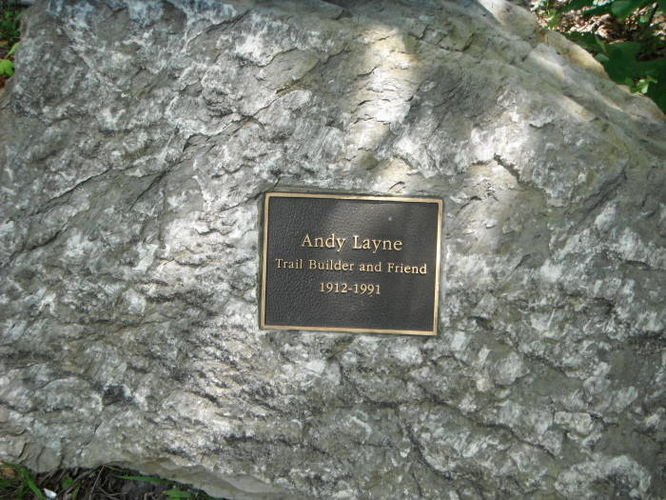 Andy Layne
Trail Builder and Friend
1912-1991